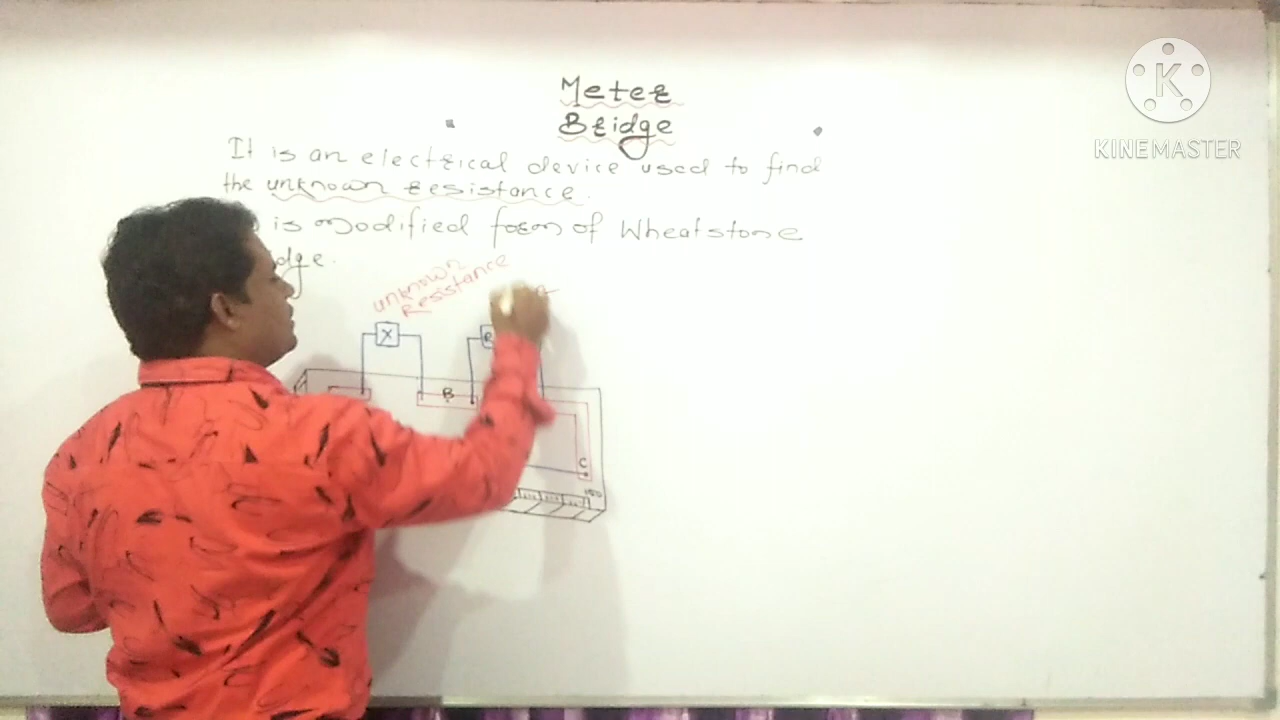 Meter
Bridge
It is an electrical device used to find
the unknown resistance.
is modified form of Wheatstone
unknown
Resistance
X
R
B
C
100
K
KINEMASTER